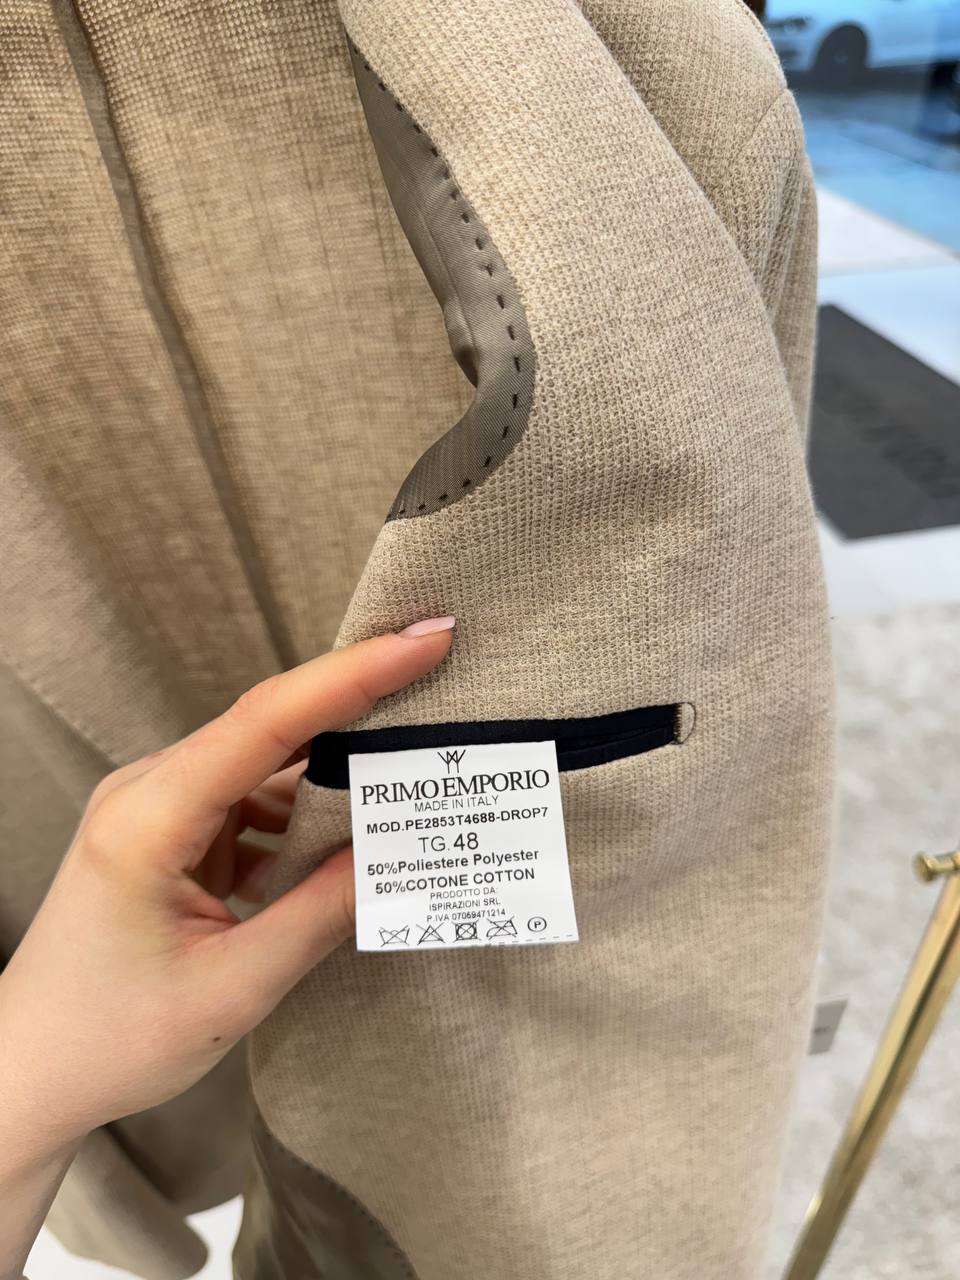 PRIMO EMPORIO
MADE IN ITALY
MOD.PE2853T4688-DROP7
TG.48
50%Poliestere Polyester
50%COTONE COTTON
PRODOTTO DA:
ISPIRAZIONI SRL
P.IVA 07069471214
P